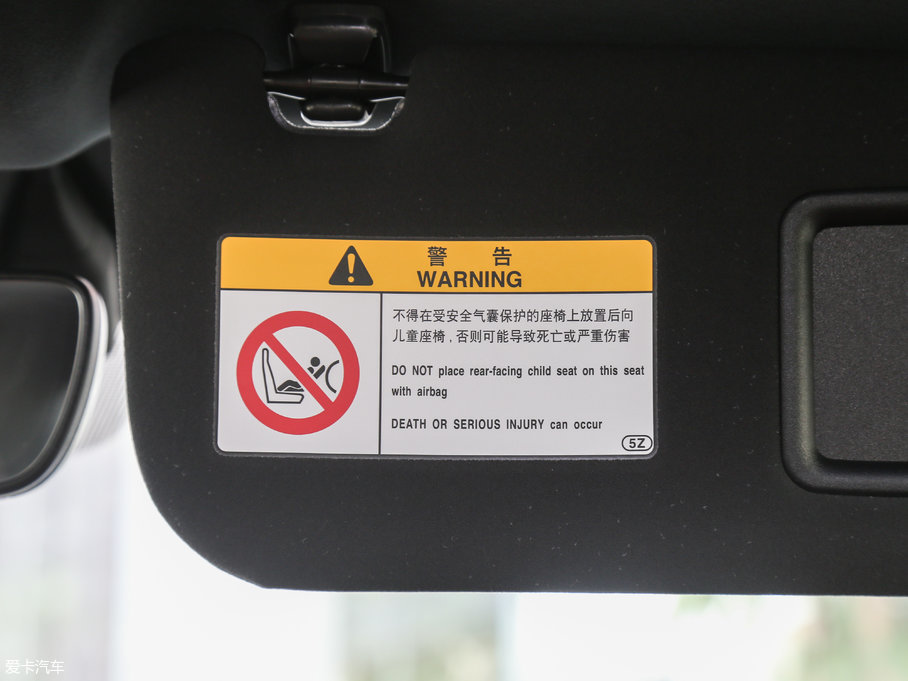 警 告
WARNING
不得在受安全气囊保护的座椅上放置后向
儿童座椅，否则可能导致死亡或严重伤害
DO NOT place rear-facing child seat on this seat
with airbag
DEATH OR SERIOUS INJURY can occur
5Z
爱卡汽车